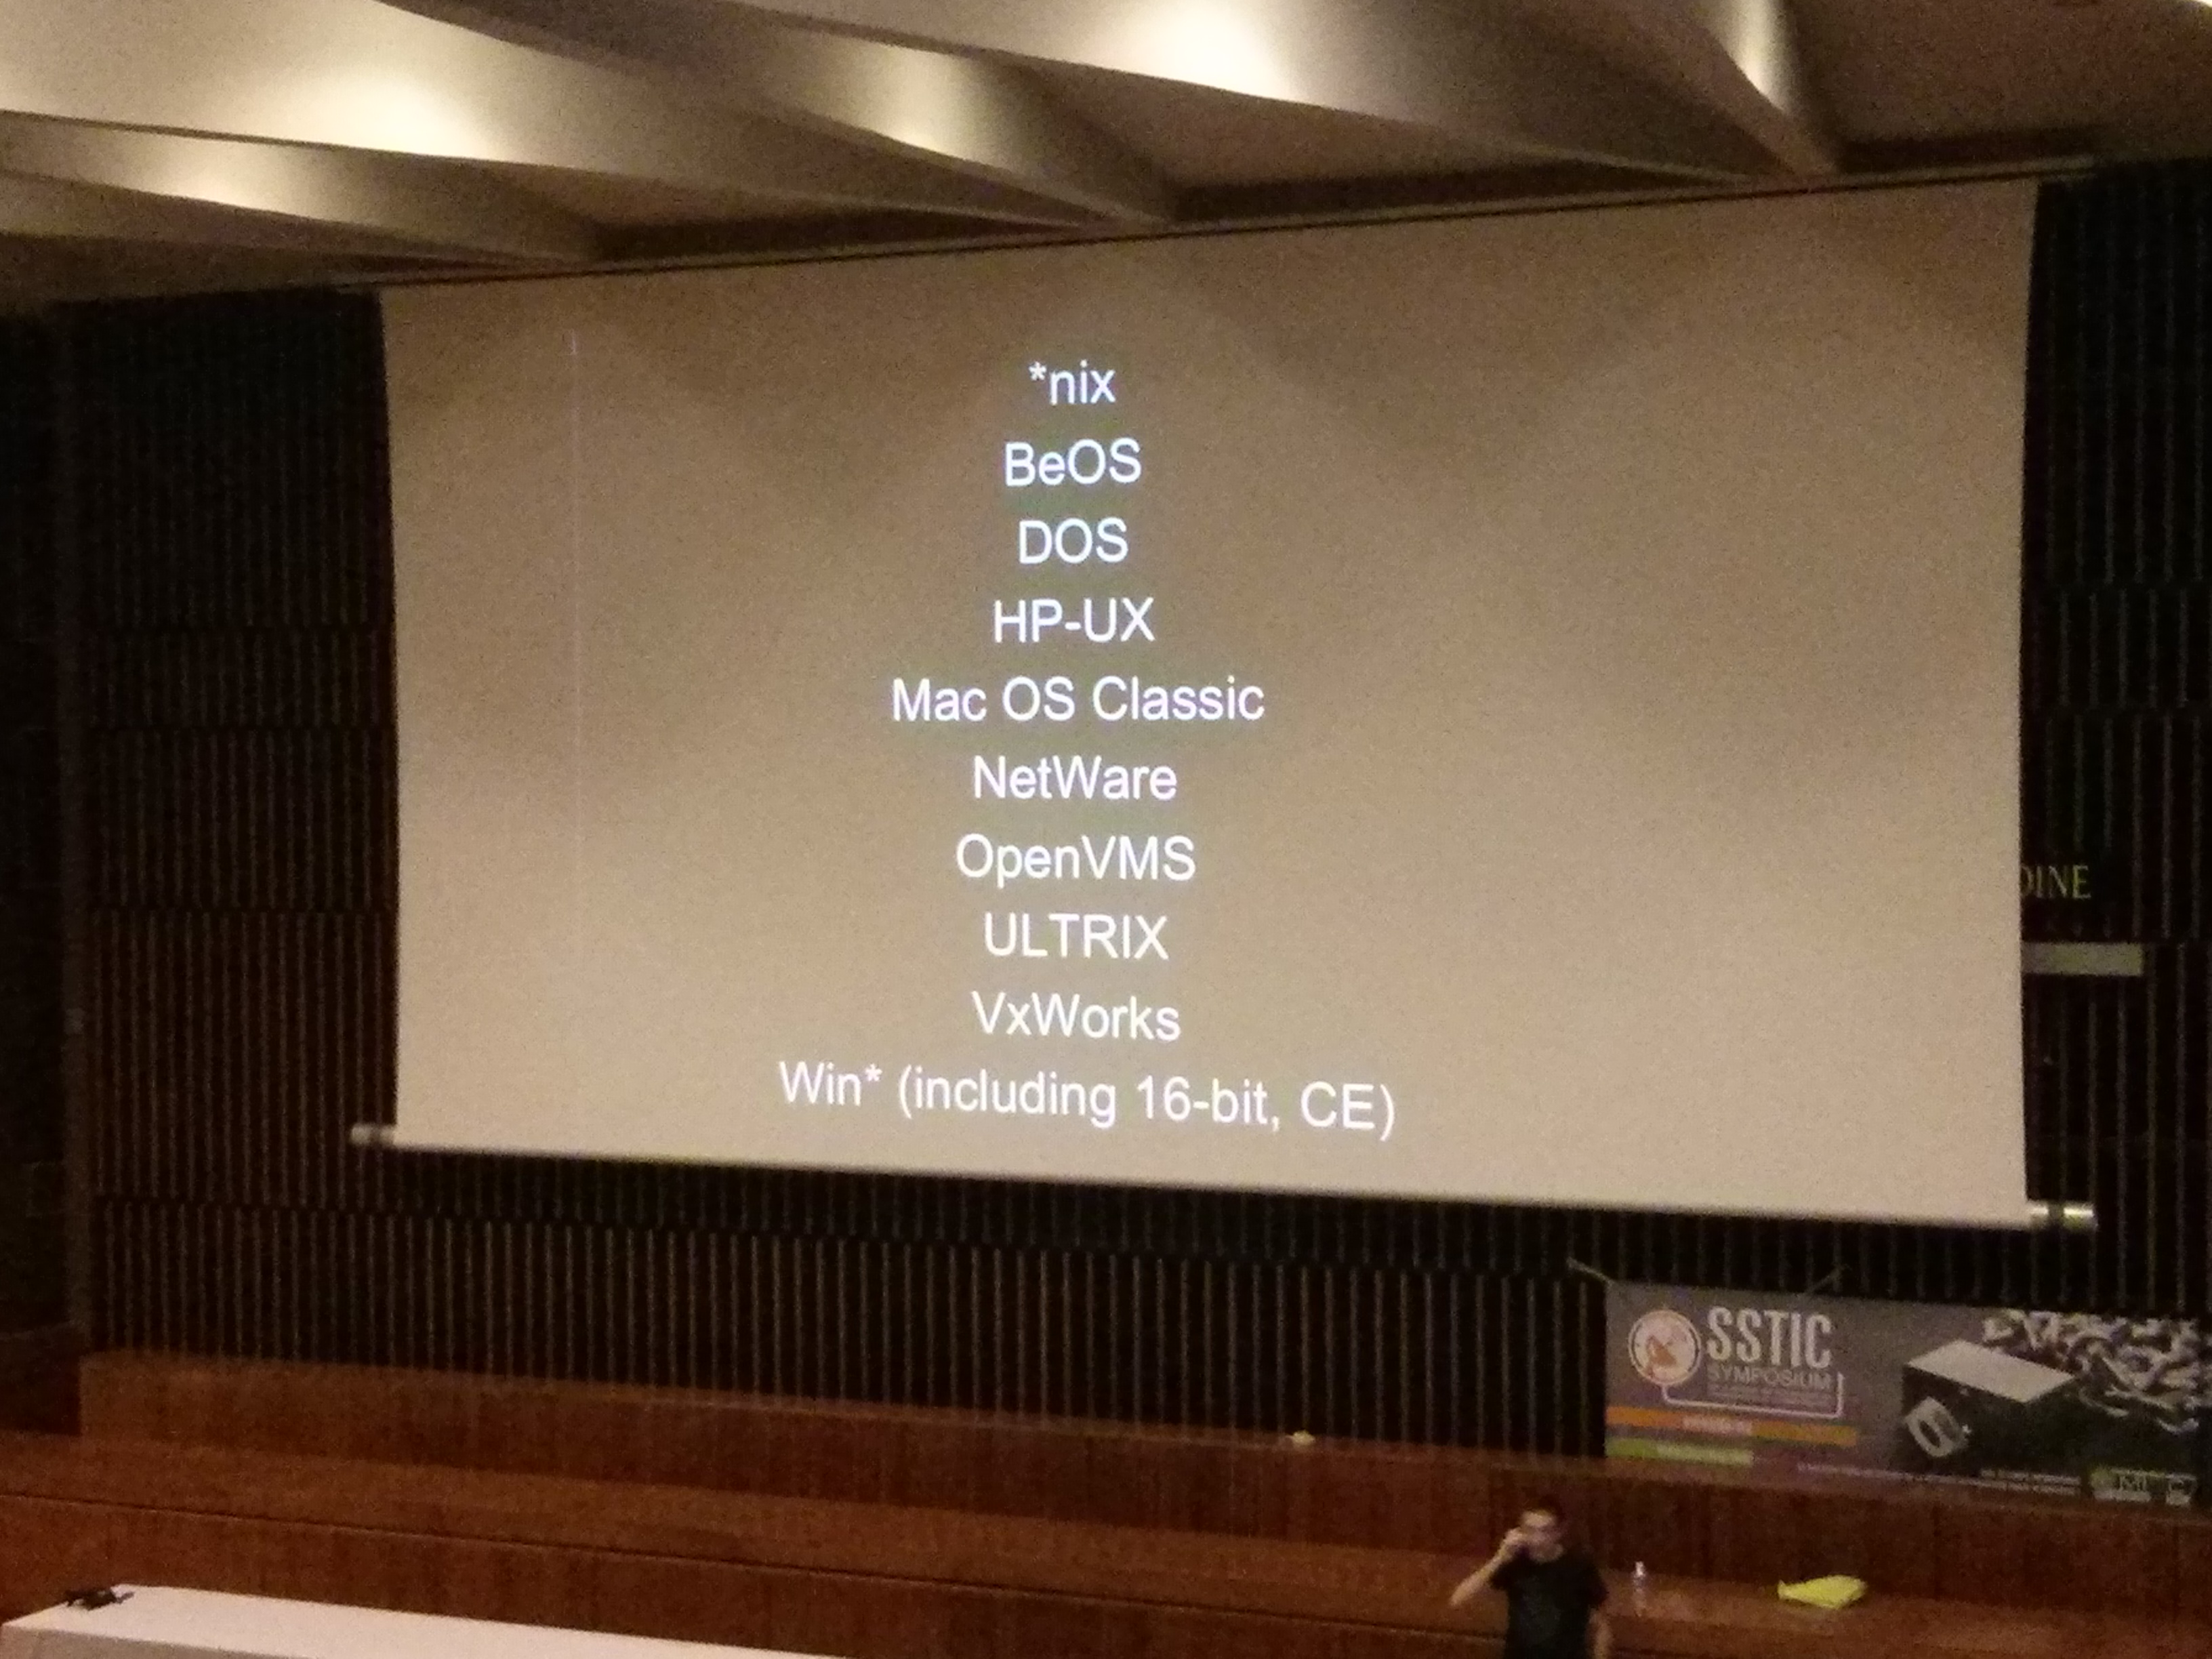 *nix
BeOS
DOS
HP-UX
Mac OS Classic
NetWare
OpenVMS
ULTRIX
VxWorks
Win* (including 16-bit, CE)
DINE
SSTIC
SYMPOSIUM